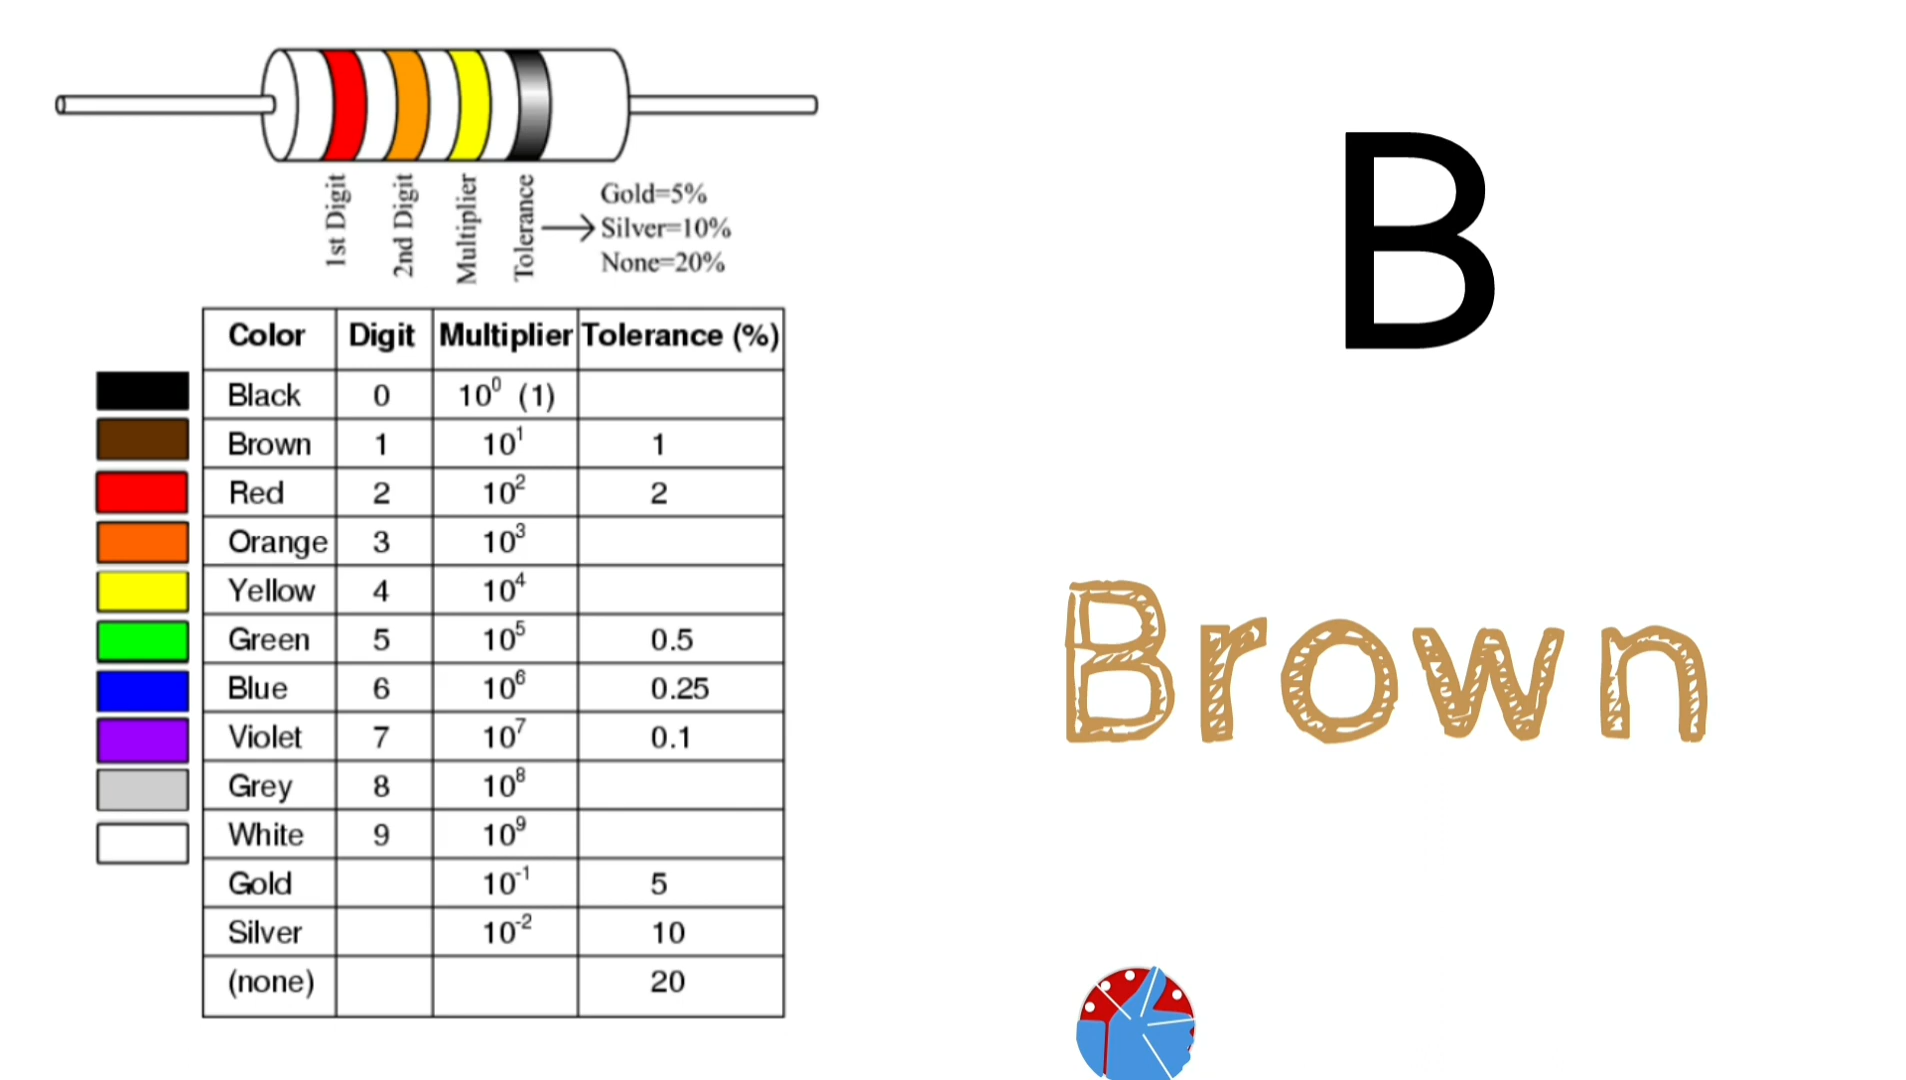 1st Digit
2nd Digit
Multiplier
Tolerance
Gold=5%
Silver=10%
None=20%
Color Digit Multiplier Tolerance (%)
Black 0 10⁰ (1)
Brown 1 10¹ 1
Red 2 10² 2
Orange 3 10³
Yellow 4 10⁴
Green 5 10⁵ 0.5
Blue 6 10⁶ 0.25
Violet 7 10⁷ 0.1
Grey 8 10⁸
White 9 10⁹
Gold 10⁻¹ 5
Silver 10⁻² 10
(none) 20
B
Brown